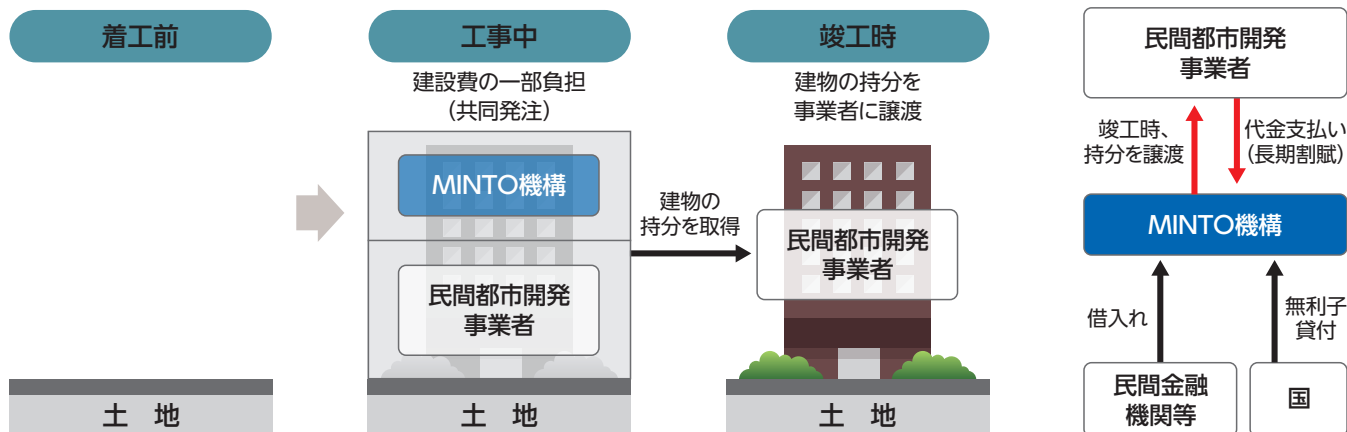 着工前
土 地
工事中
建設費の一部負担
(共同発注)
MINTO機構
民間都市開発
事業者
土 地
建物の
持分を取得
竣工時
建物の持分を
事業者に譲渡
民間都市開発
事業者
土 地
民間都市開発
事業者
竣工時、
持分を譲渡
代金支払い
(長期割賦)
MINTO機構
借入れ
無利子
貸付
民間金融
機関等
国